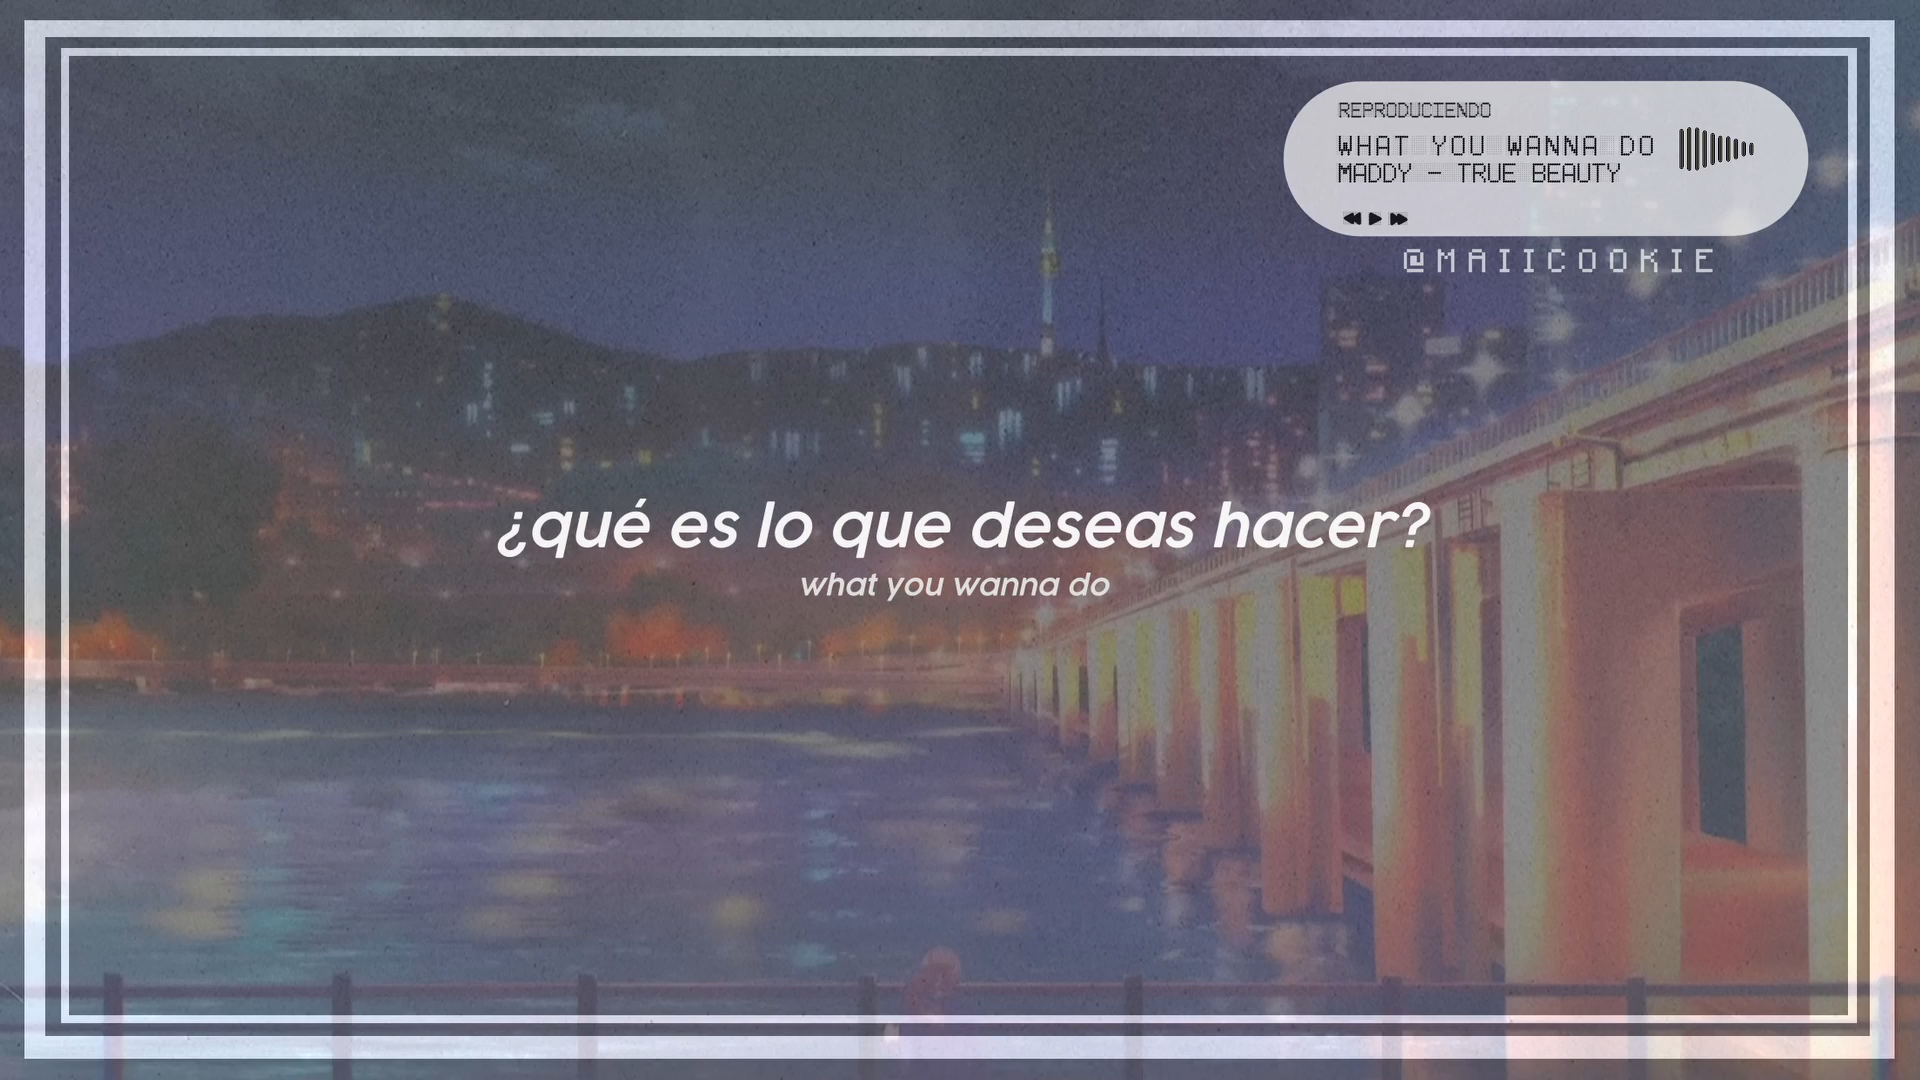 REPRODUCIENDO
WHAT YOU WANNA DO
MADDY - TRUE BEAUTY
@MAIICOOKIE
¿qué es lo que deseas hacer?
what you wanna do